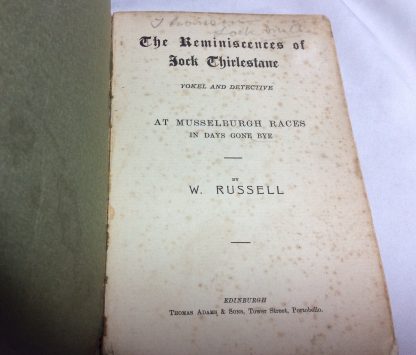 The Reminiscences of
Jock Thirlestane
YOKEL AND DETECTIVE
AT MUSSELBURGH RACES
IN DAYS GONE BYE
BY
W. RUSSELL
EDINBURGH
THOMAS ADAMS & SONS, TOWER STREET, PORTOBELLO.